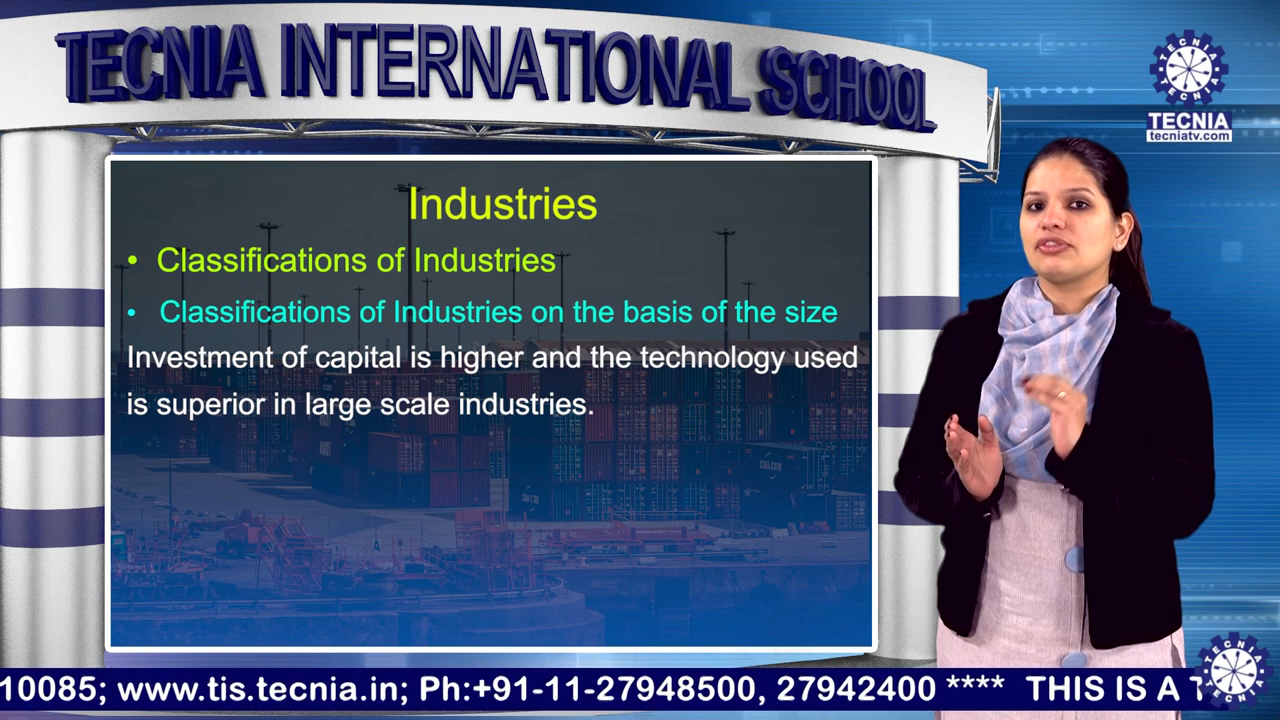 TECNIA INTERNATIONAL SCHOOL
TECNIA
TECNIA
tecniatv.com
Industries
• Classifications of Industries
• Classifications of Industries on the basis of the size
Investment of capital is higher and the technology used
is superior in large scale industries.
10085; www.tis.tecnia.in; Ph:+91-11-27948500, 27942400 **** THIS IS A T
TECNIA